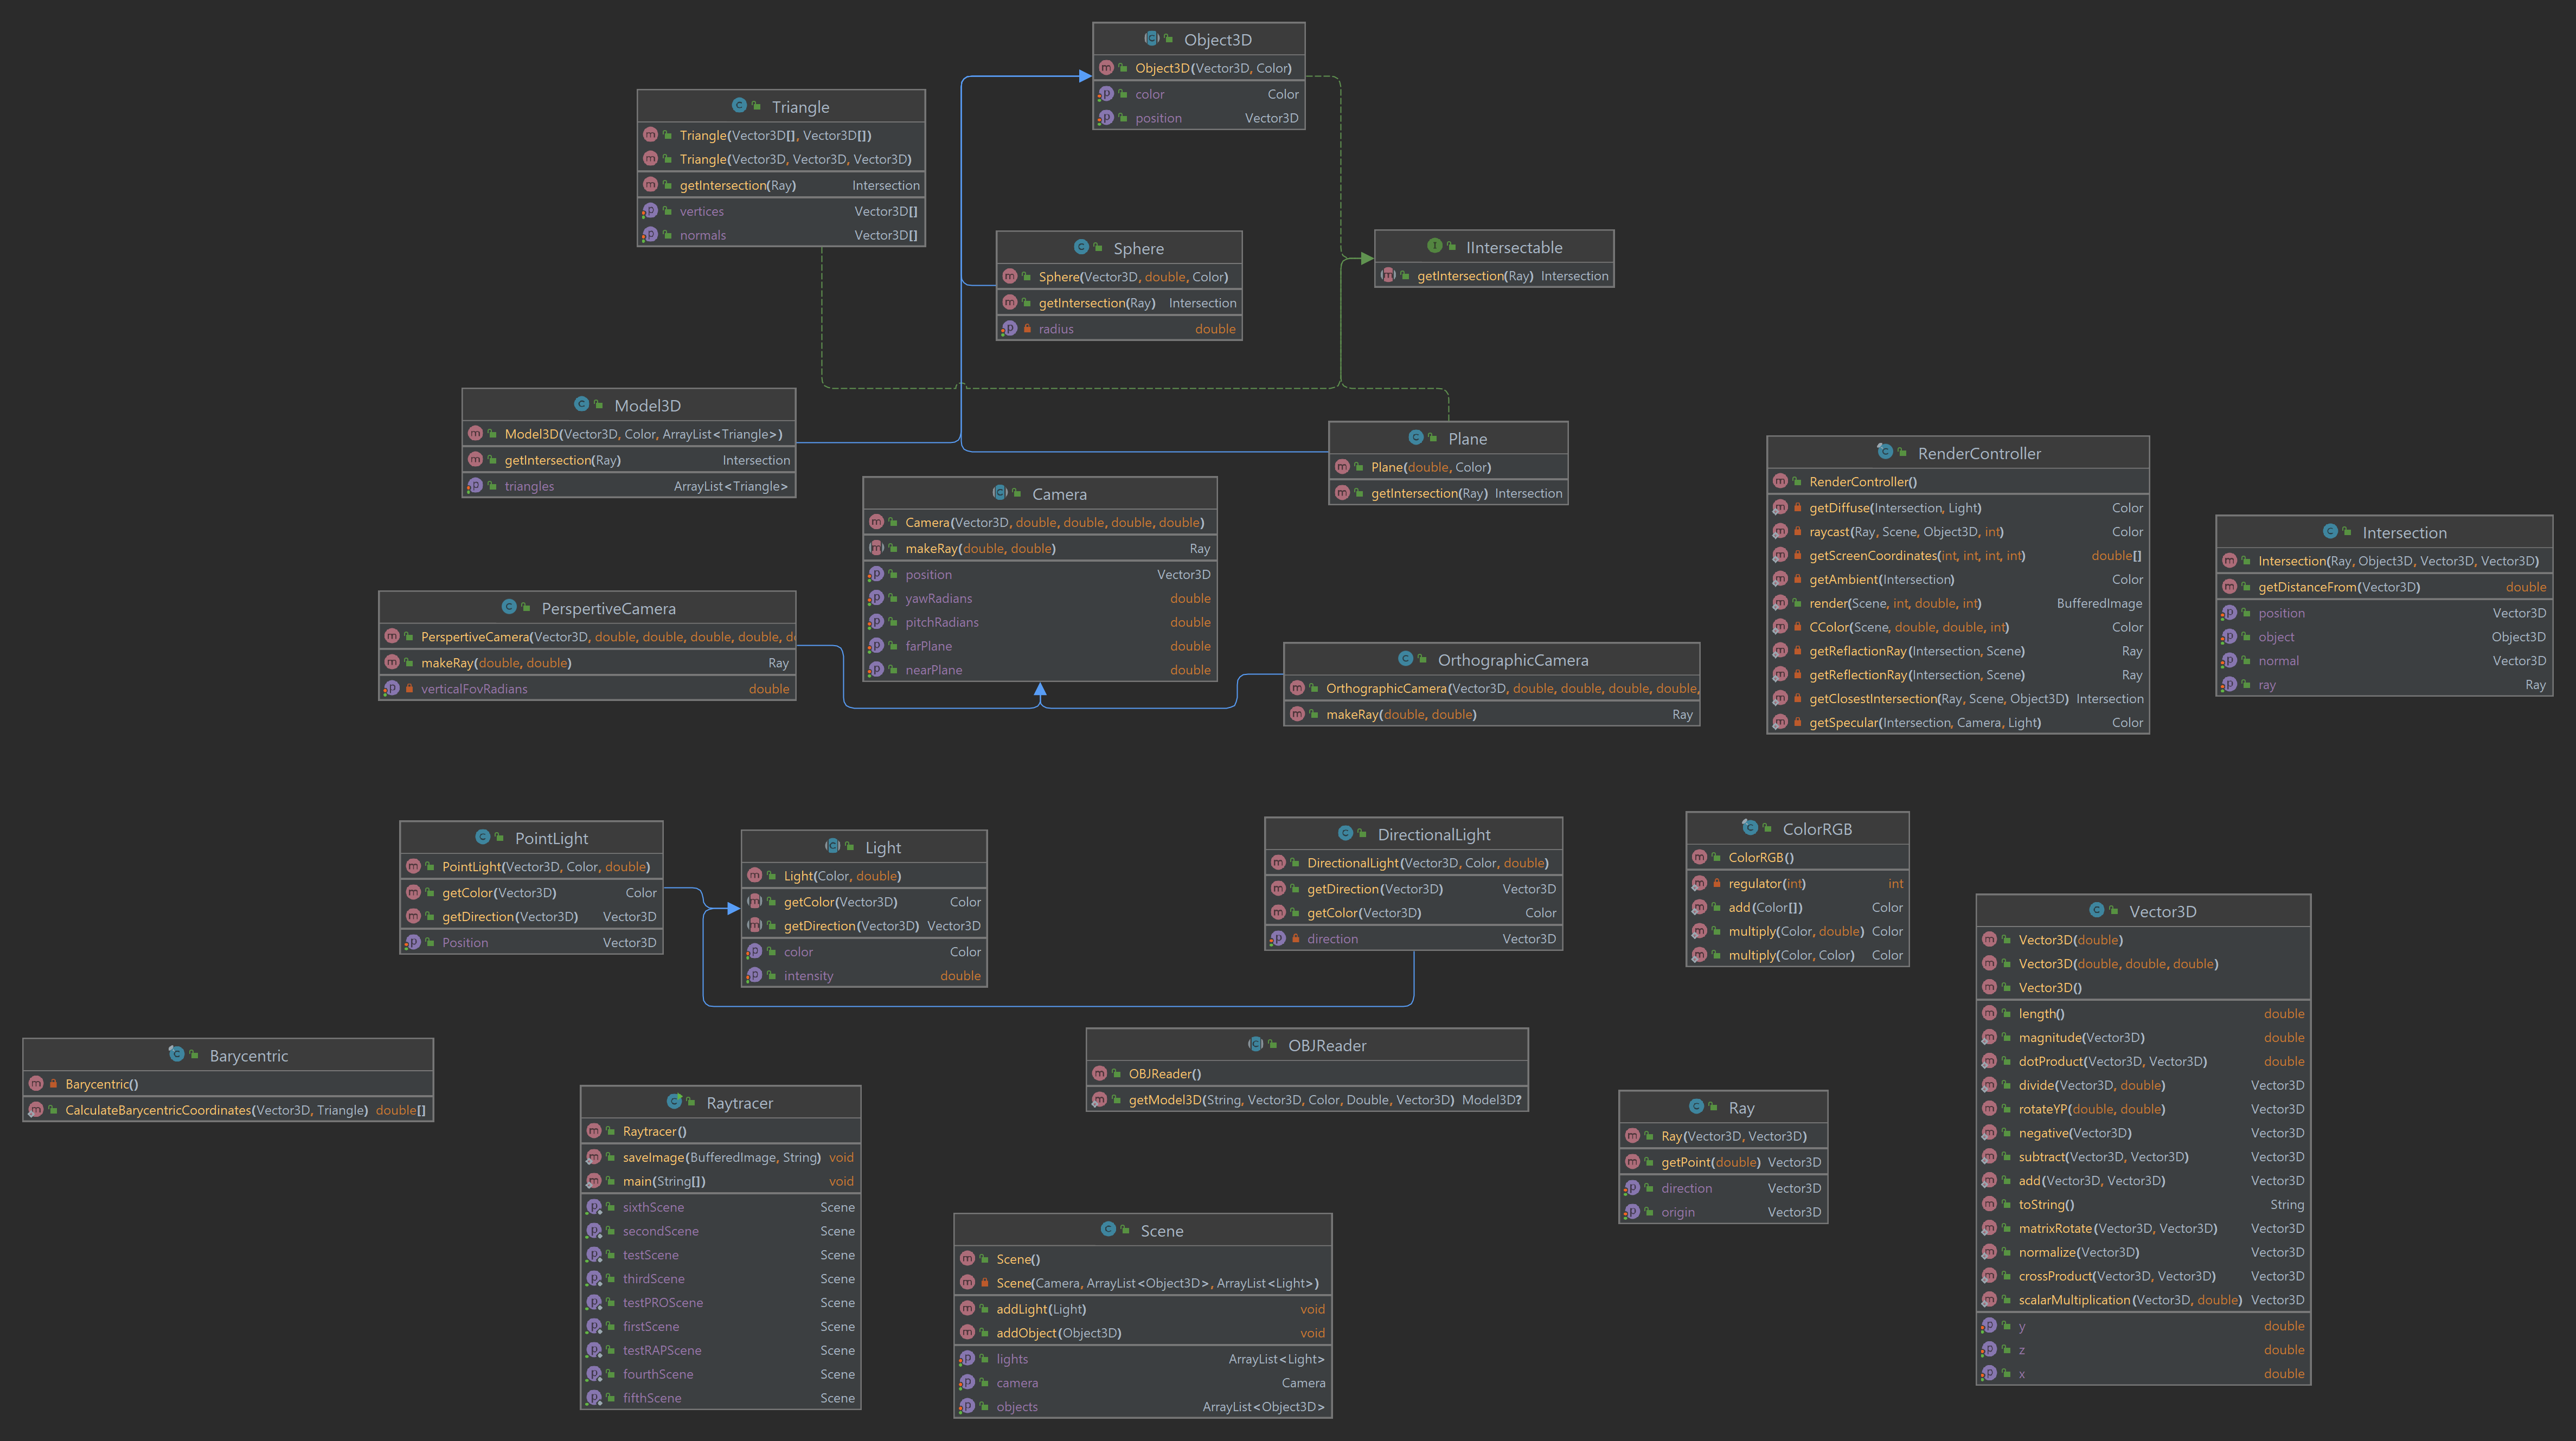 Object3D
Object3D(Vector3D, Color)
color Color
position Vector3D
Triangle
Triangle(Vector3D[], Vector3D[])
Triangle(Vector3D, Vector3D, Vector3D)
getIntersection(Ray) Intersection
vertices Vector3D[]
normals Vector3D[]
Sphere
Sphere(Vector3D, double, Color)
getIntersection(Ray) Intersection
radius double
IIntersectable
getIntersection(Ray) Intersection
Model3D
Model3D(Vector3D, Color, ArrayList<Triangle>)
getIntersection(Ray) Intersection
triangles ArrayList<Triangle>
Plane
Plane(double, Color)
getIntersection(Ray) Intersection
Camera
Camera(Vector3D, double, double, double, double)
makeRay(double, double) Ray
position Vector3D
yawRadians double
pitchRadians double
farPlane double
nearPlane double
RenderController
RenderController()
getDiffuse(Intersection, Light) Color
raycast(Ray, Scene, Object3D, int) Color
getScreenCoordinates(int, int, int, int) double[]
getAmbient(Intersection) Color
render(Scene, int, double, int) BufferedImage
CColor(Scene, double, double, int) Color
getReflectionRay(Intersection, Scene) Ray
getReflectionRay(Intersection, Scene) Ray
getClosestIntersection(Ray, Scene, Object3D) Intersection
getSpecular(Intersection, Camera, Light) Color
Intersection
Intersection(Ray, Object3D, Vector3D, Vector3D)
getDistanceFrom(Vector3D) double
position Vector3D
object Object3D
normal Vector3D
ray Ray
PerspertiveCamera
PerspertiveCamera(Vector3D, double, double, double, double, d
makeRay(double, double) Ray
verticalFovRadians double
OrthographicCamera
OrthographicCamera(Vector3D, double, double, double, double,
makeRay(double, double) Ray
PointLight
PointLight(Vector3D, Color, double)
getColor(Vector3D) Color
getDirection(Vector3D) Vector3D
Position Vector3D
Light
Light(Color, double)
getColor(Vector3D) Color
getDirection(Vector3D) Vector3D
color Color
intensity double
DirectionalLight
DirectionalLight(Vector3D, Color, double)
getDirection(Vector3D) Vector3D
getColor(Vector3D) Color
direction Vector3D
ColorRGB
ColorRGB()
regulator(int) int
add(Color[]) Color
multiply(Color, double) Color
multiply(Color, Color) Color
Vector3D
Vector3D(double)
Vector3D(double, double, double)
Vector3D()
length() double
magnitude(Vector3D) double
dotProduct(Vector3D, Vector3D) double
divide(Vector3D, double) Vector3D
rotateYP(double, double) Vector3D
negative(Vector3D) Vector3D
subtract(Vector3D, Vector3D) Vector3D
add(Vector3D, Vector3D) Vector3D
toString() String
matrixRotate(Vector3D, Vector3D) Vector3D
normalize(Vector3D) Vector3D
crossProduct(Vector3D, Vector3D) Vector3D
scalarMultiplication(Vector3D, double) Vector3D
y double
z double
x double
Barycentric
Barycentric()
CalculateBarycentricCoordinates(Vector3D, Triangle) double[]
OBJReader
OBJReader()
getModel3D(String, Vector3D, Color, Double, Vector3D) Model3D?
Raytracer
Raytracer()
saveImage(BufferedImage, String) void
main(String[]) void
sixthScene Scene
secondScene Scene
testScene Scene
thirdScene Scene
testPROScene Scene
firstScene Scene
testRAPScene Scene
fourthScene Scene
fifthScene Scene
Ray
Ray(Vector3D, Vector3D)
getPoint(double) Vector3D
direction Vector3D
origin Vector3D
Scene
Scene()
Scene(Camera, ArrayList<Object3D>, ArrayList<Light>)
addLight(Light) void
addObject(Object3D) void
lights ArrayList<Light>
camera Camera
objects ArrayList<Object3D>